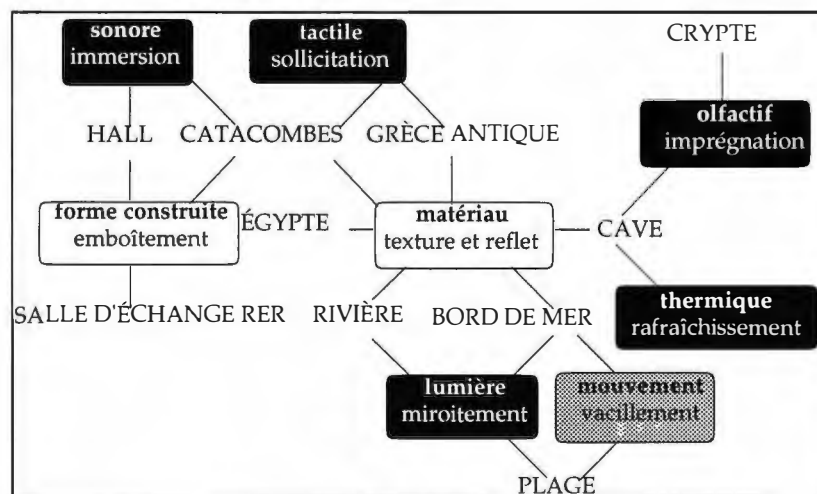 sonore
immersion
tactile
sollicitation
CRYPTE
olfactif
imprégnation
HALL CATACOMBES GRÈCE ANTIQUE
forme construite
emboîtement
ÉGYPTE
matériau
texture et reflet
CAVE
thermique
rafraîchissement
SALLE D'ÉCHANGE RER RIVIÈRE BORD DE MER
lumière
miroitement
mouvement
vacillement
PLAGE